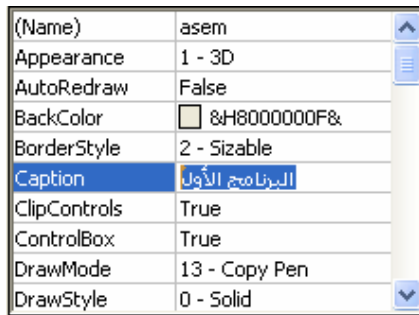 (Name) asem
Appearance 1 - 3D
AutoRedraw False
BackColor &H8000000F&
BorderStyle 2 - Sizable
Caption البرنامج الأول
ClipControls True
ControlBox True
DrawMode 13 - Copy Pen
DrawStyle 0 - Solid